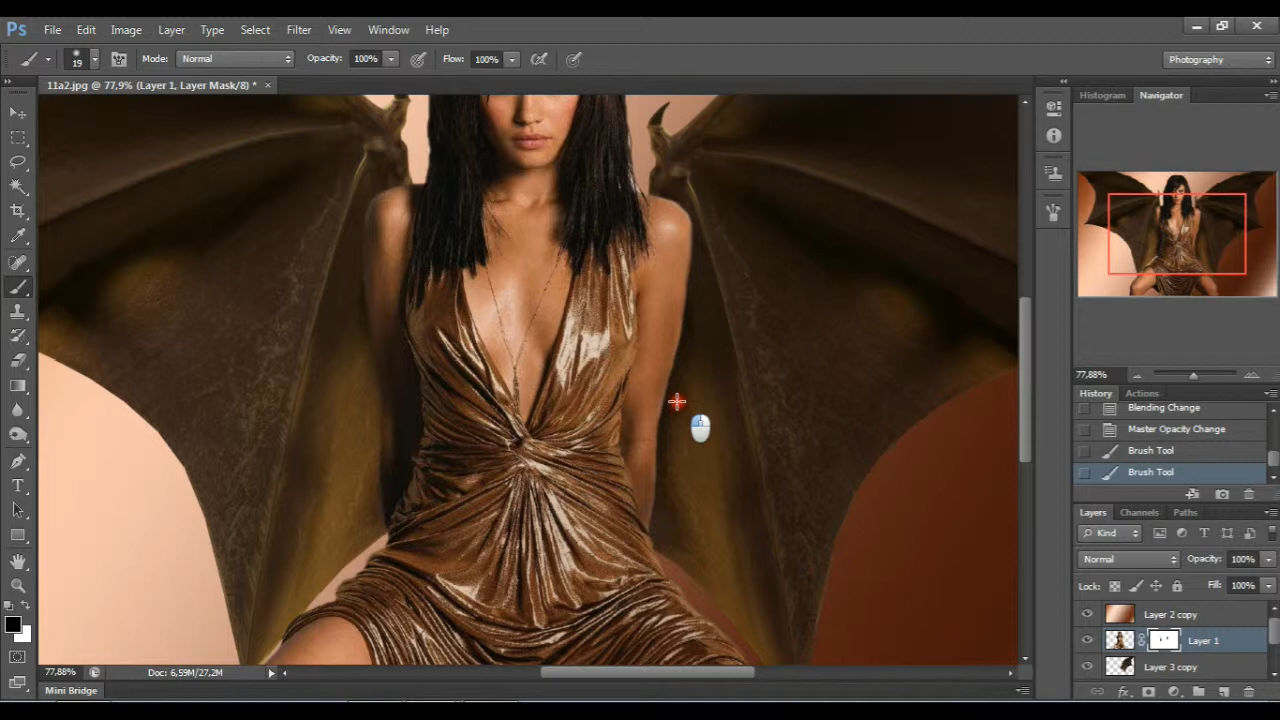 Ps File Edit Image Layer Type Select Filter View Window Help
19 Mode: Normal Opacity: 100% Flow: 100% Photography
11a2.jpg @ 77,9% (Layer 1, Layer Mask/8) * ×
Histogram Navigator
77,88%
History Actions
Blending Change
Master Opacity Change
Brush Tool
Brush Tool
Layers Channels Paths
Kind
Normal Opacity: 100%
Lock: Fill: 100%
Layer 2 copy
Layer 1
Layer 3 copy
77,88% Doc: 6,59M/27,2M
Mini Bridge